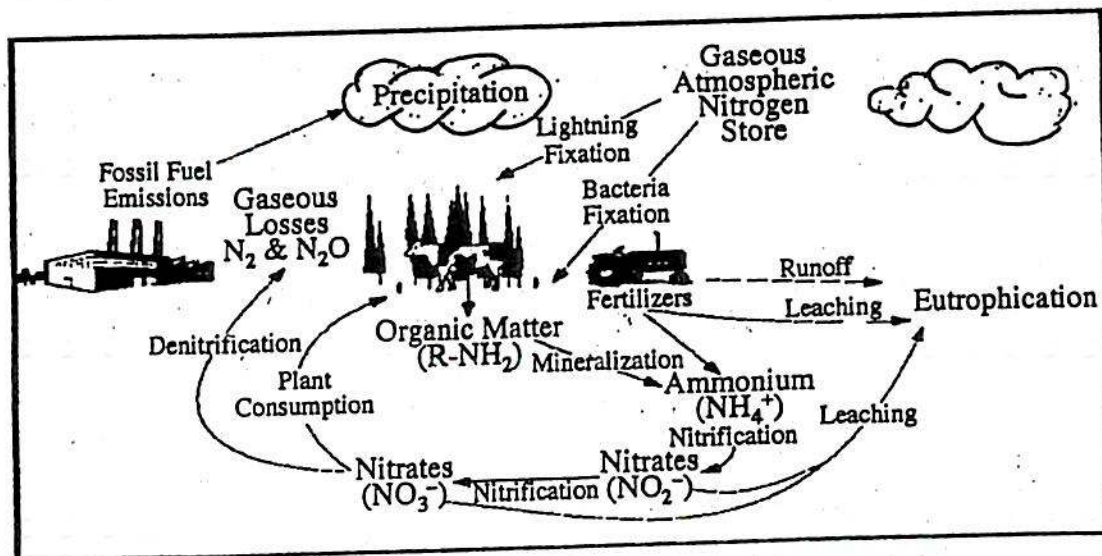 Precipitation
Gaseous
Atmospheric
Nitrogen
Store
Lightning
Fixation
Fossil Fuel
Emissions
Gaseous
Losses
N₂ & N₂O
Bacteria
Fixation
Fertilizers
Runoff
Leaching
Eutrophication
Denitrification
Organic Matter
(R-NH₂)
Mineralization
Plant
Consumption
Ammonium
(NH₄⁺)
Leaching
Nitrification
Nitrates
(NO₃⁻)
Nitrification
Nitrates
(NO₂⁻)